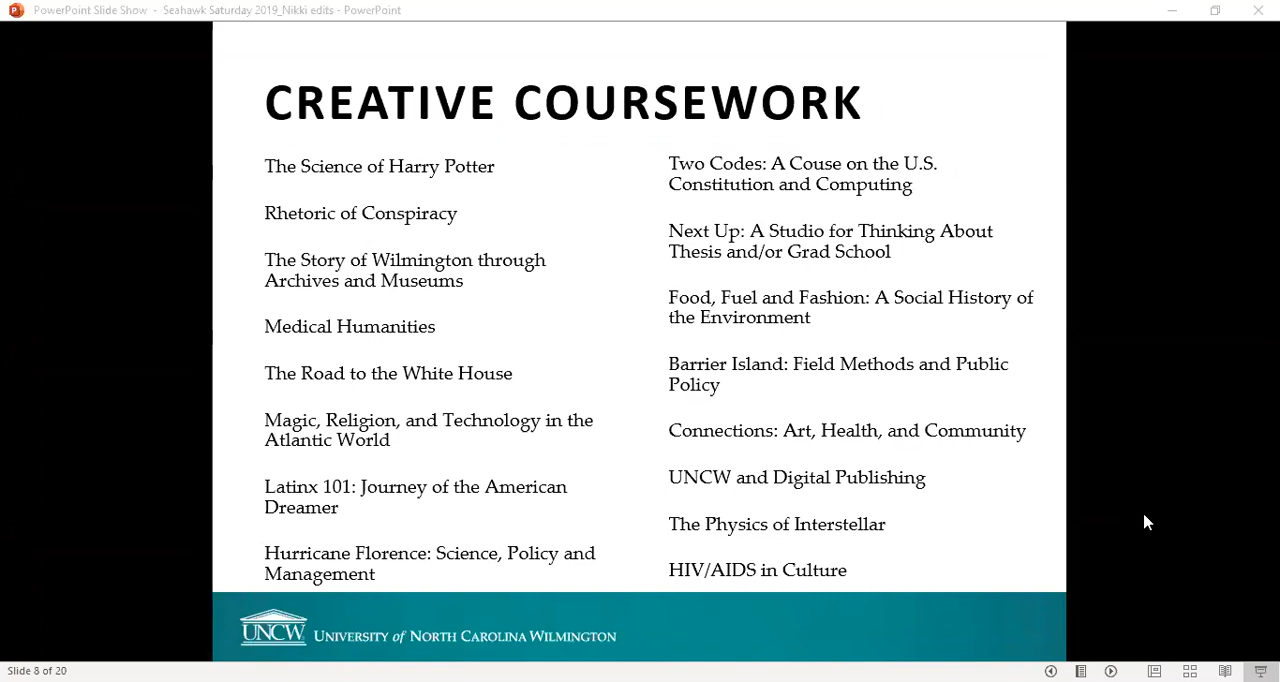 PowerPoint Slide Show - Seahawk Saturday 2019_Nikki edits - PowerPoint
CREATIVE COURSEWORK
The Science of Harry Potter
Rhetoric of Conspiracy
The Story of Wilmington through
Archives and Museums
Medical Humanities
The Road to the White House
Magic, Religion, and Technology in the
Atlantic World
Latinx 101: Journey of the American
Dreamer
Hurricane Florence: Science, Policy and
Management
Two Codes: A Couse on the U.S.
Constitution and Computing
Next Up: A Studio for Thinking About
Thesis and/or Grad School
Food, Fuel and Fashion: A Social History of
the Environment
Barrier Island: Field Methods and Public
Policy
Connections: Art, Health, and Community
UNCW and Digital Publishing
The Physics of Interstellar
HIV/AIDS in Culture
UNCW UNIVERSITY of NORTH CAROLINA WILMINGTON
Slide 8 of 20